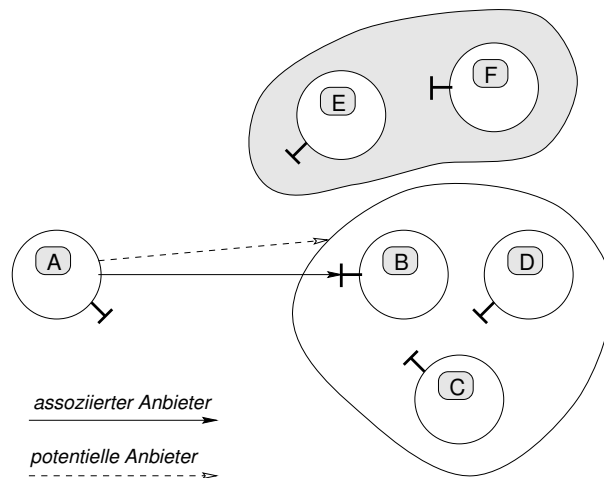 F
E
A
B
D
C
assoziierter Anbieter
potentielle Anbieter